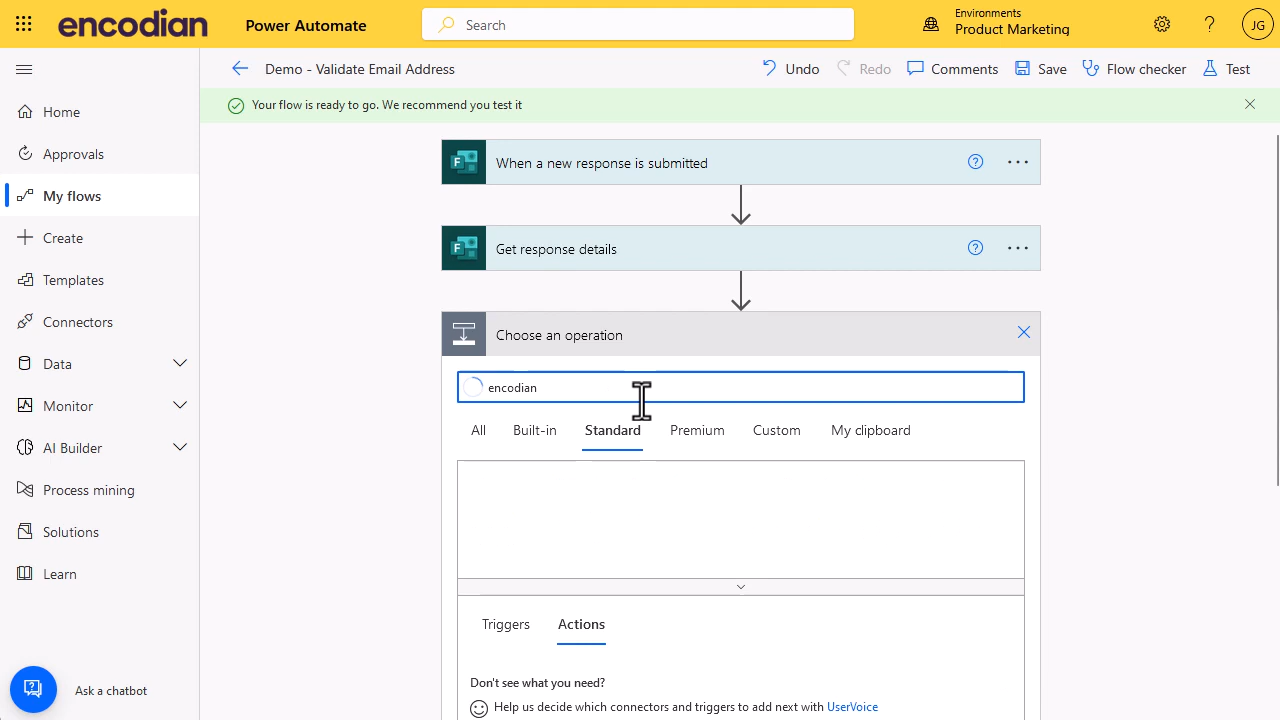 encodian
Power Automate
Search
Environments
Product Marketing
?
JG
Demo - Validate Email Address
Undo
Redo
Comments
Save
Flow checker
Test
Your flow is ready to go. We recommend you test it
Home
Approvals
My flows
Create
Templates
Connectors
Data
Monitor
AI Builder
Process mining
Solutions
Learn
Ask a chatbot
F
When a new response is submitted
?
F
Get response details
?
Choose an operation
encodian
All
Built-in
Standard
Premium
Custom
My clipboard
Triggers
Actions
Don't see what you need?
Help us decide which connectors and triggers to add next with UserVoice